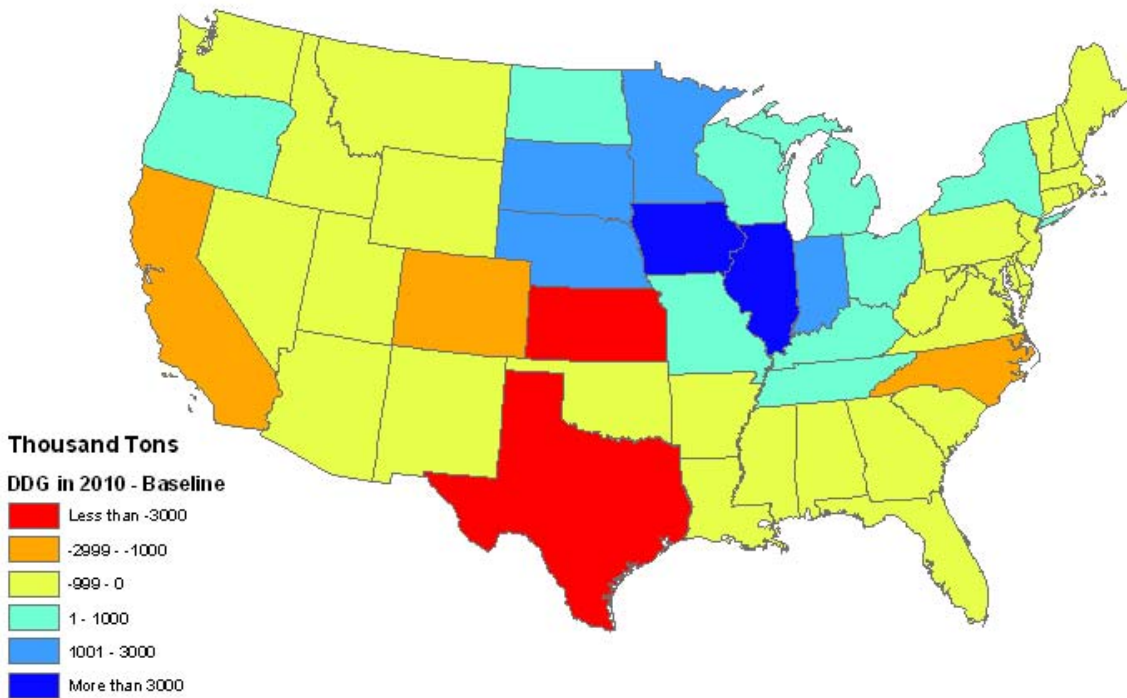 Thousand Tons
DDG in 2010 - Baseline
Less than -3000
-2999 - -1000
-999 - 0
1 - 1000
1001 - 3000
More than 3000